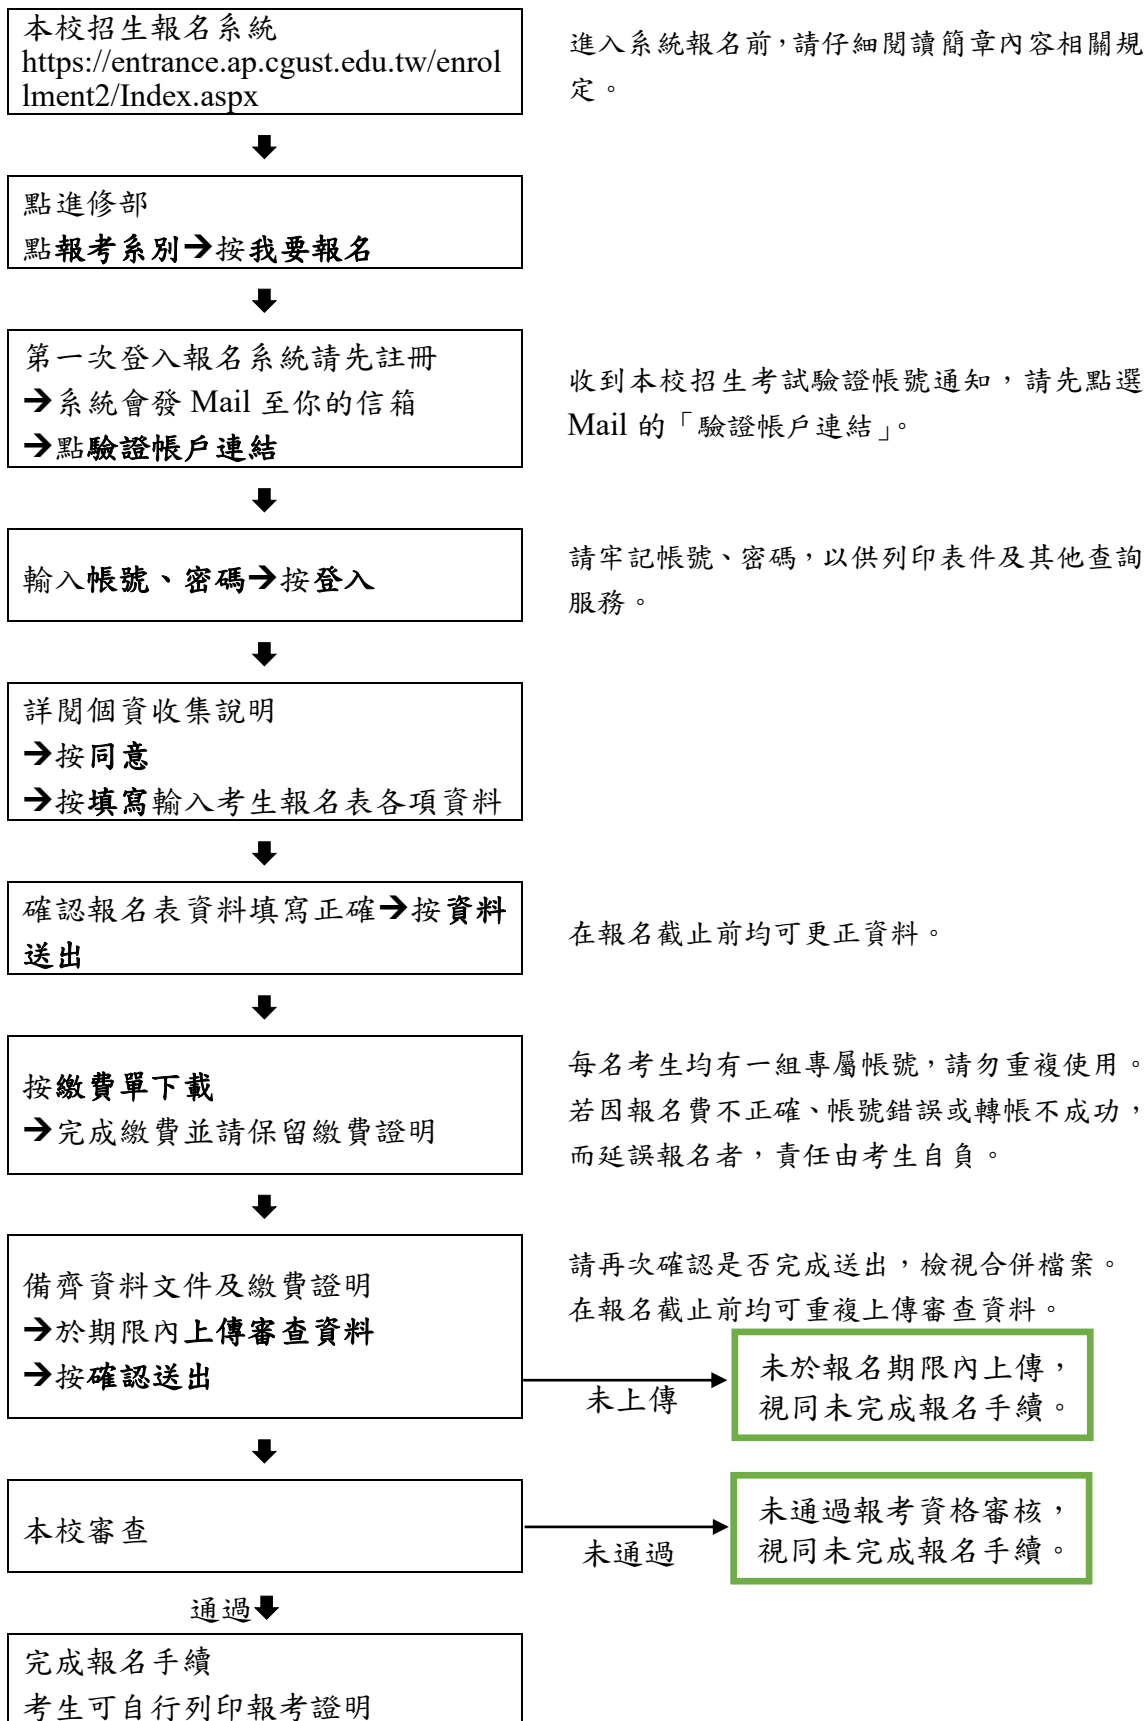 本校招生報名系統
https://entrance.ap.cgust.edu.tw/enrol
lment2/Index.aspx
進入系統報名前，請仔細閱讀簡章內容相關規
定。
點進修部
點報考系別→按我要報名
第一次登入報名系統請先註冊
→系統會發 Mail 至你的信箱
→點驗證帳戶連結
收到本校招生考試驗證帳號通知，請先點選
Mail 的「驗證帳戶連結」。
輸入帳號、密碼→按登入
請牢記帳號、密碼，以供列印表件及其他查詢
服務。
詳閱個資收集說明
→按同意
→按填寫輸入考生報名表各項資料
確認報名表資料填寫正確→按資料
送出
在報名截止前均可更正資料。
按繳費單下載
→完成繳費並請保留繳費證明
每名考生均有一組專屬帳號，請勿重複使用。
若因報名費不正確、帳號錯誤或轉帳不成功，
而延誤報名者，責任由考生自負。
備齊資料文件及繳費證明
→於期限內上傳審查資料
→按確認送出
請再次確認是否完成送出，檢視合併檔案。
在報名截止前均可重複上傳審查資料。
未上傳
未於報名期限內上傳，
視同未完成報名手續。
本校審查
未通過
未通過報考資格審核，
視同未完成報名手續。
通過
完成報名手續
考生可自行列印報考證明